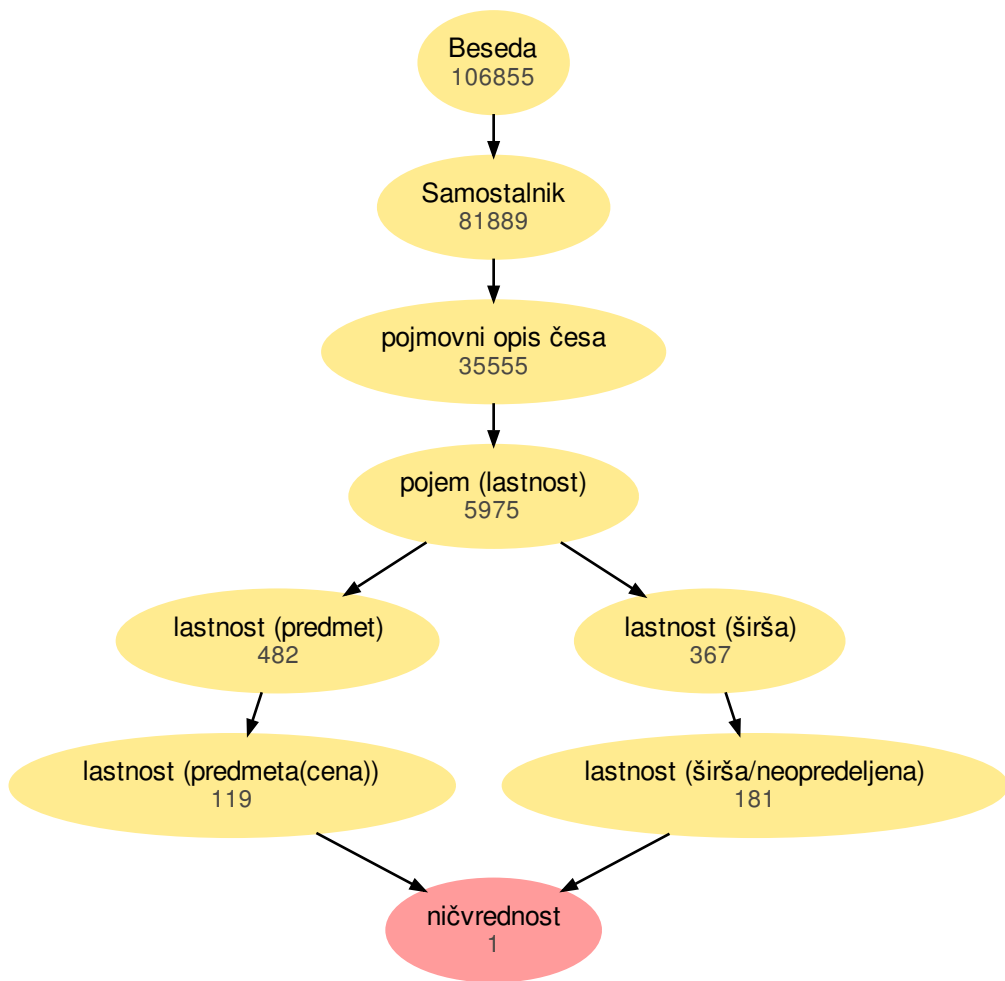 Beseda
106855
Samostalnik
81889
pojmovni opis česa
35555
pojem (lastnost)
5975
lastnost (predmet)
482
lastnost (širša)
367
lastnost (predmeta(cena))
119
lastnost (širša/neopredeljena)
181
ničvrednost
1